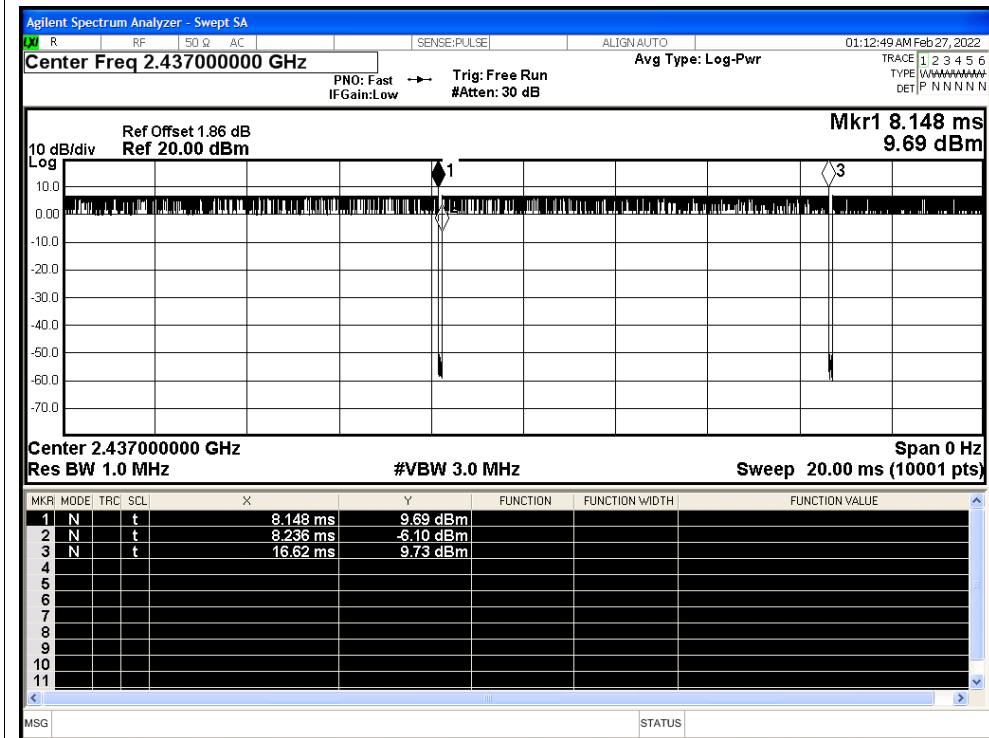 Agilent Spectrum Analyzer - Swept SA
LXI R RF 50 Ω AC SENSE:PULSE ALIGN AUTO 01:12:49 AM Feb 27, 2022
Center Freq 2.437000000 GHz Avg Type: Log-Pwr TRACE 1 2 3 4 5 6
PNO: Fast Trig: Free Run TYPE
IFGain:Low #Atten: 30 dB DET P N N N N N
Mkr1 8.148 ms
Ref Offset 1.86 dB
10 dB/div Ref 20.00 dBm 9.69 dBm
Log
1
3
10.0
0.00
-10.0
-20.0
-30.0
-40.0
-50.0
-60.0
-70.0
Center 2.437000000 GHz Span 0 Hz
Res BW 1.0 MHz #VBW 3.0 MHz Sweep 20.00 ms (10001 pts)
MKR MODE TRC SCL X Y FUNCTION FUNCTION WIDTH FUNCTION VALUE
1 N t 8.148 ms 9.69 dBm
2 N t 8.236 ms -6.10 dBm
3 N t 16.62 ms 9.73 dBm
4
5
6
7
8
9
10
11
MSG STATUS